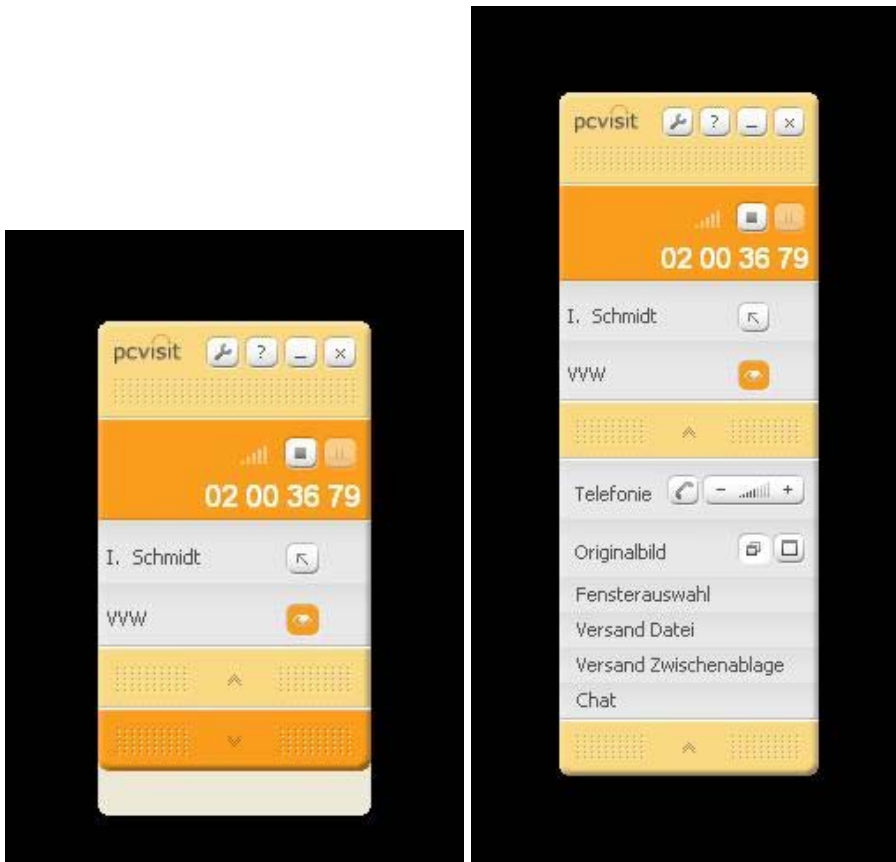 pcvisit ?
02 00 36 79
I. Schmidt
VVW
pcvisit ?
02 00 36 79
I. Schmidt
VVW
Telefonie - +
Originalbild
Fensterauswahl
Versand Datei
Versand Zwischenablage
Chat